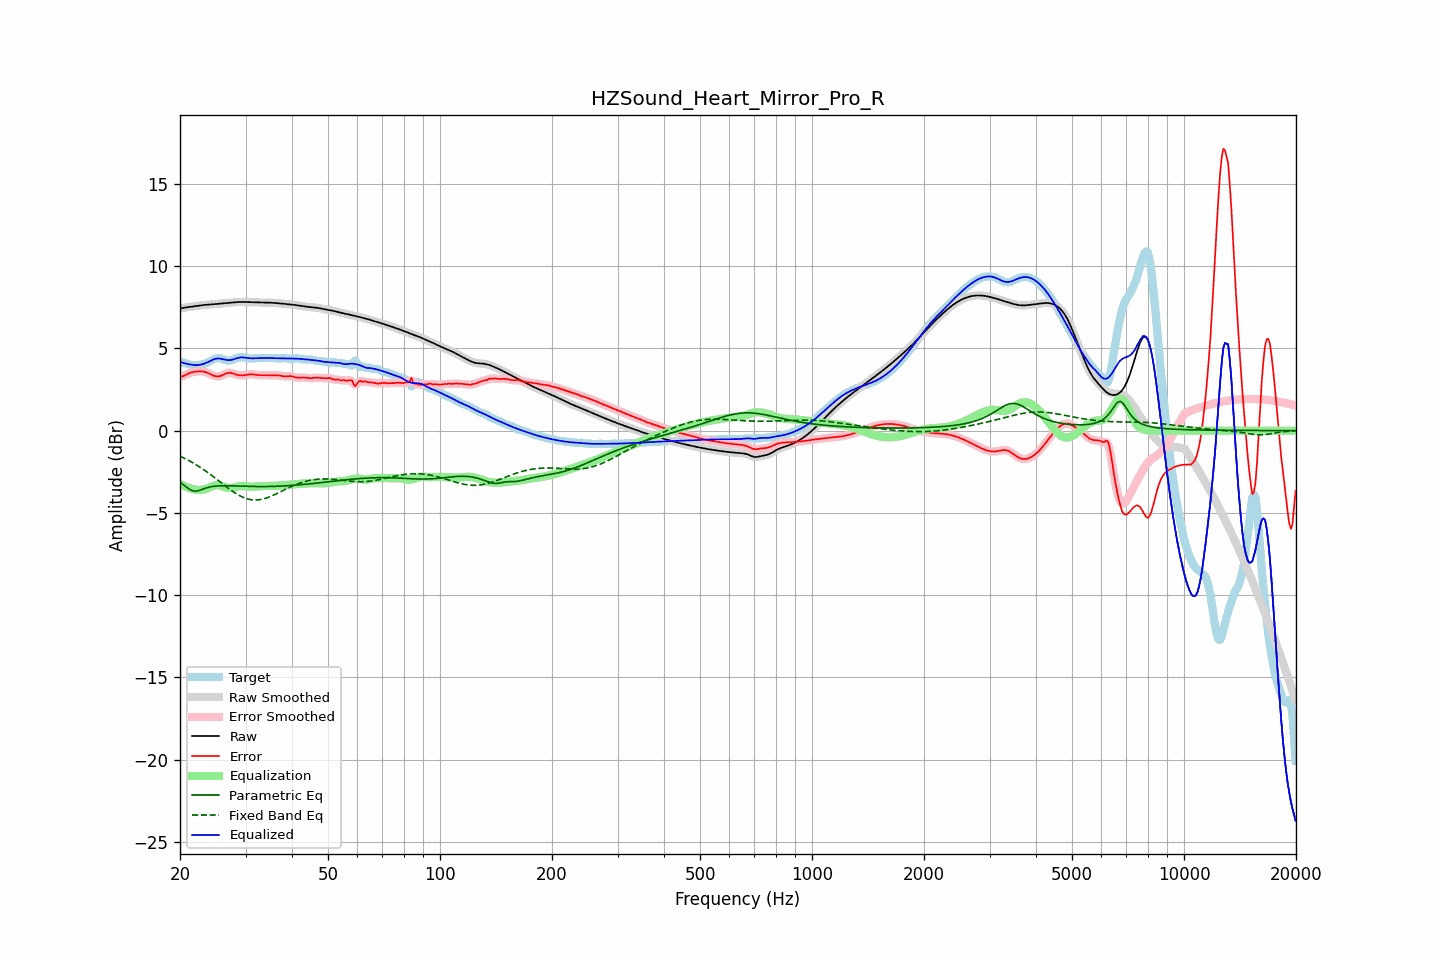 HZSound_Heart_Mirror_Pro_R
Amplitude (dBr)
15
10
5
0
−5
−10
−15
−20
−25
Target
Raw Smoothed
Error Smoothed
Raw
Error
Equalization
Parametric Eq
Fixed Band Eq
Equalized
20 50 100 200 500 1000 2000 5000 10000 20000
Frequency (Hz)